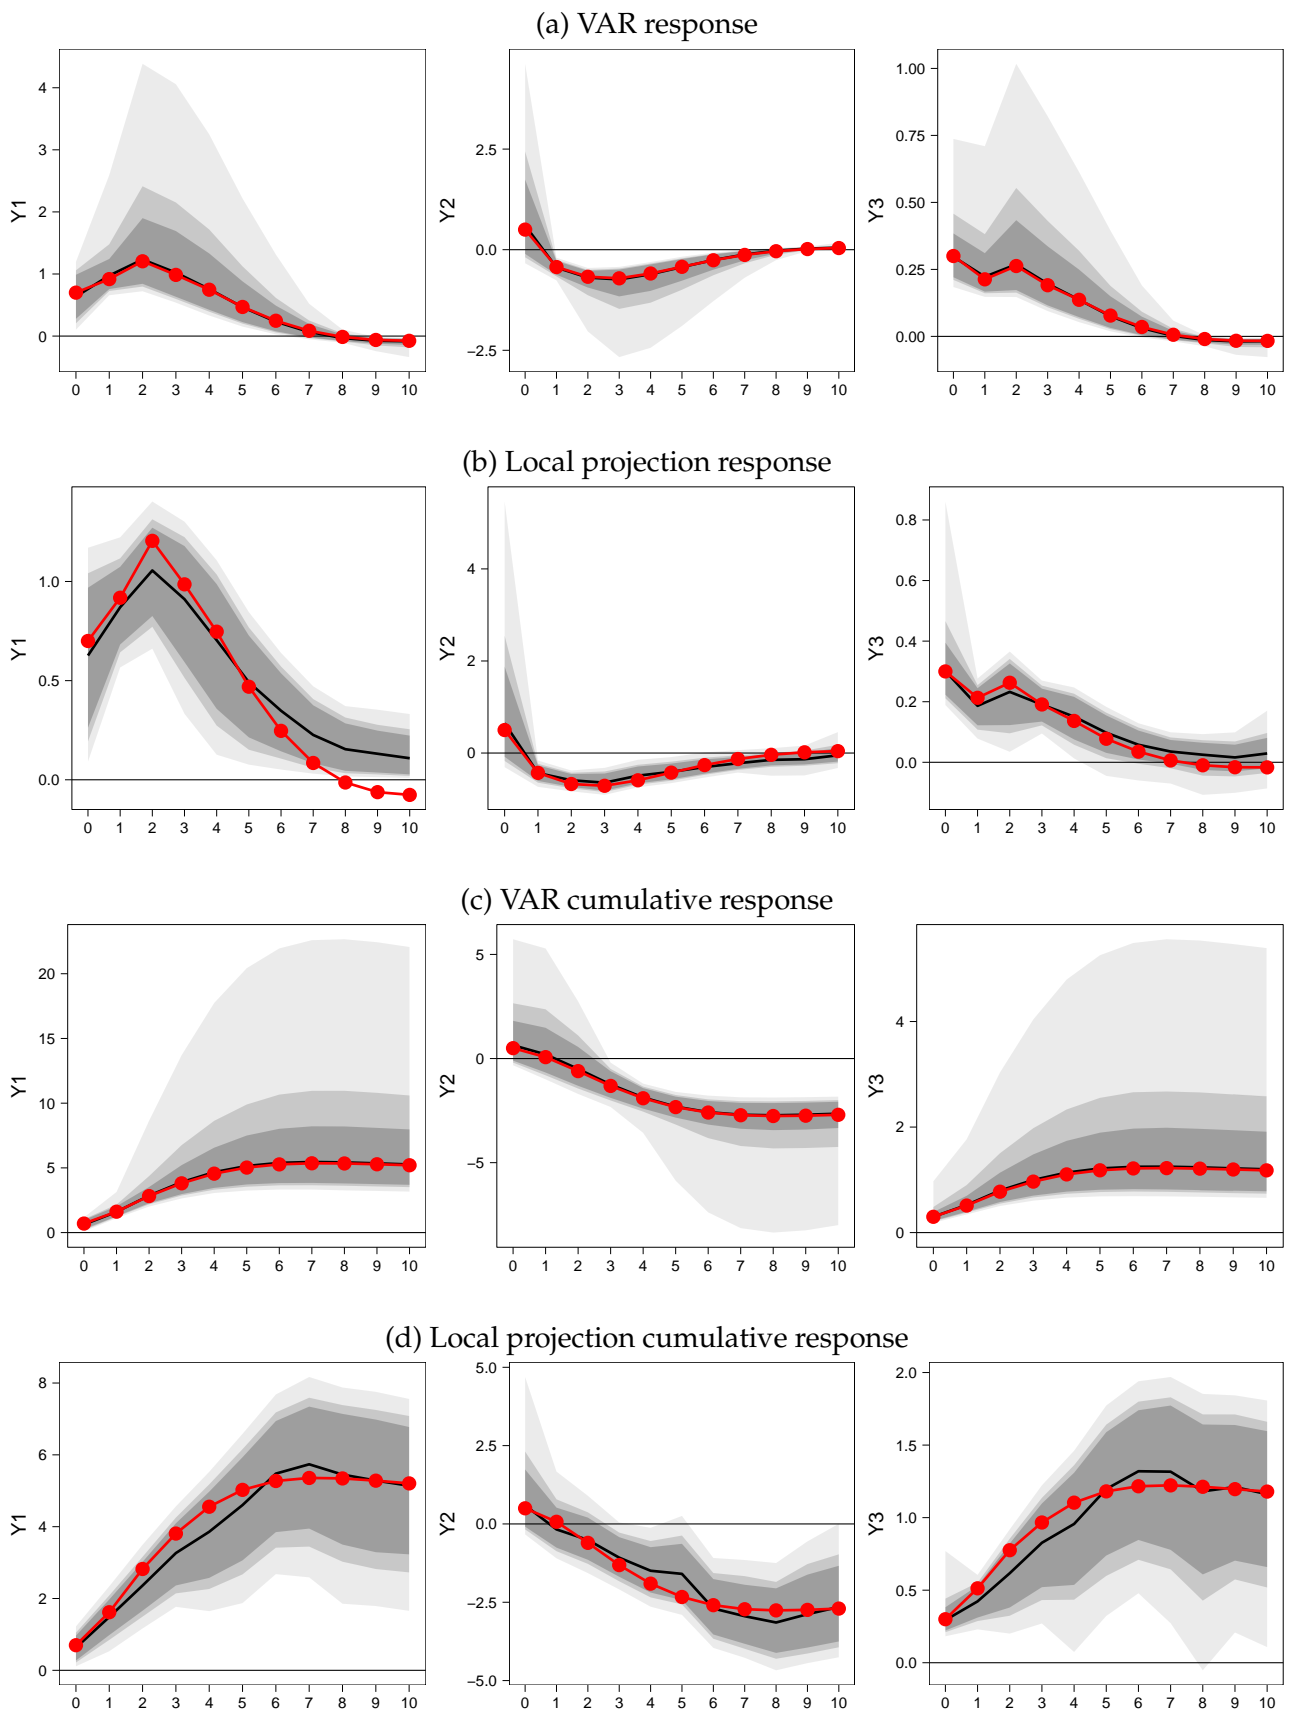 (a) VAR response
Y1
4
3
2
1
0
0 1 2 3 4 5 6 7 8 9 10
Y2
2.5
0.0
−2.5
0 1 2 3 4 5 6 7 8 9 10
Y3
1.00
0.75
0.50
0.25
0.00
0 1 2 3 4 5 6 7 8 9 10
(b) Local projection response
Y1
1.0
0.5
0.0
0 1 2 3 4 5 6 7 8 9 10
Y2
4
2
0
0 1 2 3 4 5 6 7 8 9 10
Y3
0.8
0.6
0.4
0.2
0.0
0 1 2 3 4 5 6 7 8 9 10
(c) VAR cumulative response
Y1
20
15
10
5
0
0 1 2 3 4 5 6 7 8 9 10
Y2
5
0
−5
0 1 2 3 4 5 6 7 8 9 10
Y3
4
2
0
0 1 2 3 4 5 6 7 8 9 10
(d) Local projection cumulative response
Y1
8
6
4
2
0
0 1 2 3 4 5 6 7 8 9 10
Y2
5.0
2.5
0.0
−2.5
−5.0
0 1 2 3 4 5 6 7 8 9 10
Y3
2.0
1.5
1.0
0.5
0.0
0 1 2 3 4 5 6 7 8 9 10